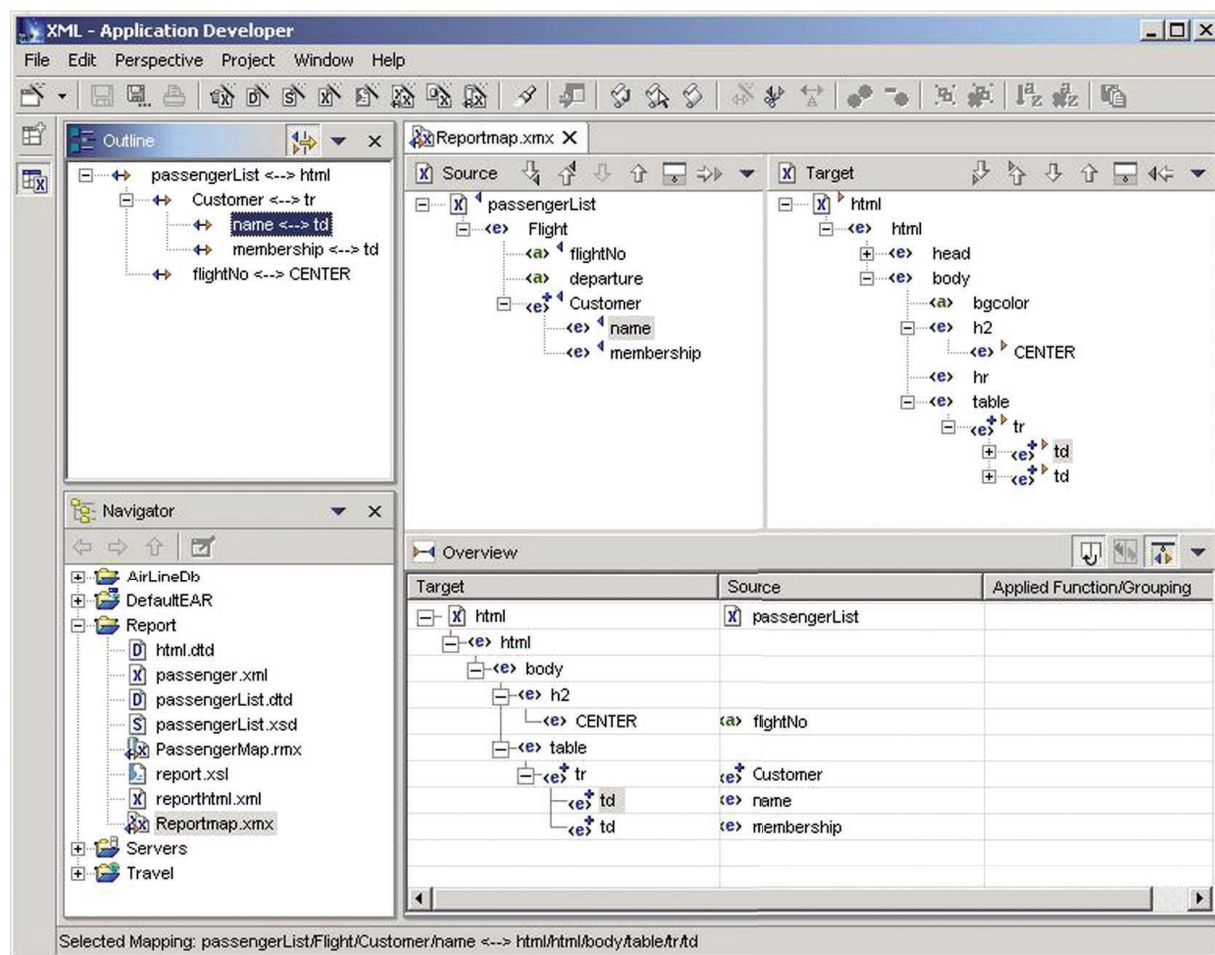 XML - Application Developer
File Edit Perspective Project Window Help
Outline
passengerList <--> html
Customer <--> tr
name <--> td
membership <--> td
flightNo <--> CENTER
Navigator
AirLineDb
DefaultEAR
Report
html.dtd
passenger.xml
passengerList.dtd
passengerList.xsd
PassengerMap.rmx
report.xsl
reporthtml.xml
Reportmap.xmx
Servers
Travel
Reportmap.xmx
Source
passengerList
<e> Flight
<a> flightNo
<a> departure
<e> Customer
<e> name
<e> membership
Target
html
<e> html
<e> head
<e> body
<a> bgcolor
<e> h2
<e> CENTER
<e> hr
<e> table
<e> tr
<e> td
<e> td
Overview
Target Source Applied Function/Grouping
html passengerList
<e> html
<e> body
<e> h2
<e> CENTER <a> flightNo
<e> table
<e> tr <e> Customer
<e> td <e> name
<e> td <e> membership
Selected Mapping: passengerList/Flight/Customer/name <--> html/html/body/table/tr/td